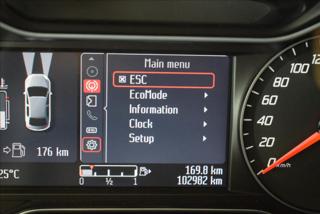 Main menu
ESC
EcoMode
Information
Clock
Setup
176 km
25°C
0 ½ 1
169.8 km
102982 km
0
20
40
60
80
100
120
km/h